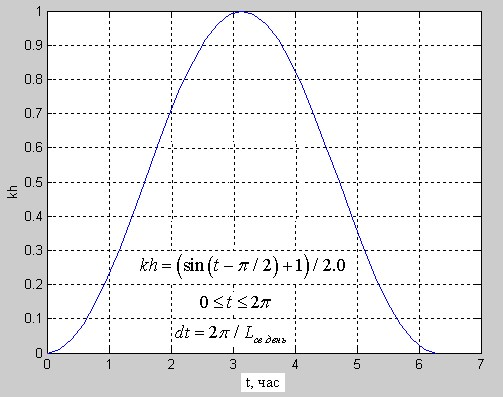 1
0.9
0.8
0.7
0.6
0.5
0.4
0.3
0.2
0.1
0
kh
kh = (sin(t − π / 2) + 1) / 2.0
0 ≤ t ≤ 2π
dt = 2π / L св день
0 1 2 3 4 5 6 7
t, час